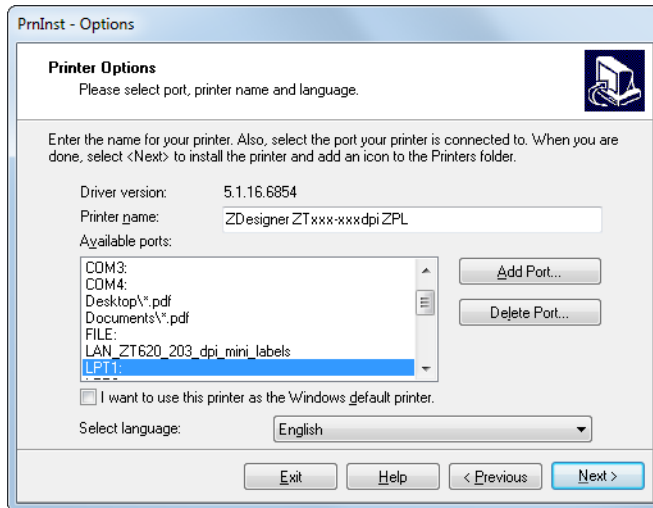 PrnInst - Options
Printer Options
Please select port, printer name and language.
Enter the name for your printer. Also, select the port your printer is connected to. When you are
done, select <Next> to install the printer and add an icon to the Printers folder.
Driver version: 5.1.16.6854
Printer name: ZDesigner ZTxxx-xxxdpi ZPL
Available ports:
COM3:
COM4:
Desktop\*.pdf
Documents\*.pdf
FILE:
LAN_ZT620_203_dpi_mini_labels
LPT1:
Add Port...
Delete Port...
I want to use this printer as the Windows default printer.
Select language: English
Exit Help < Previous Next >